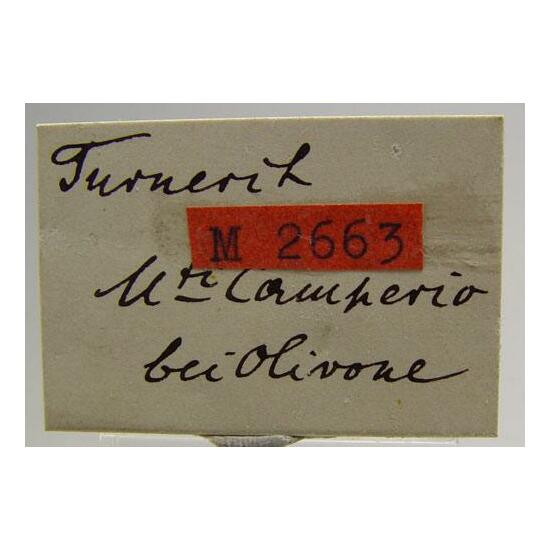 Turnerit
M 2663
Mte Camperio
bei Olivone